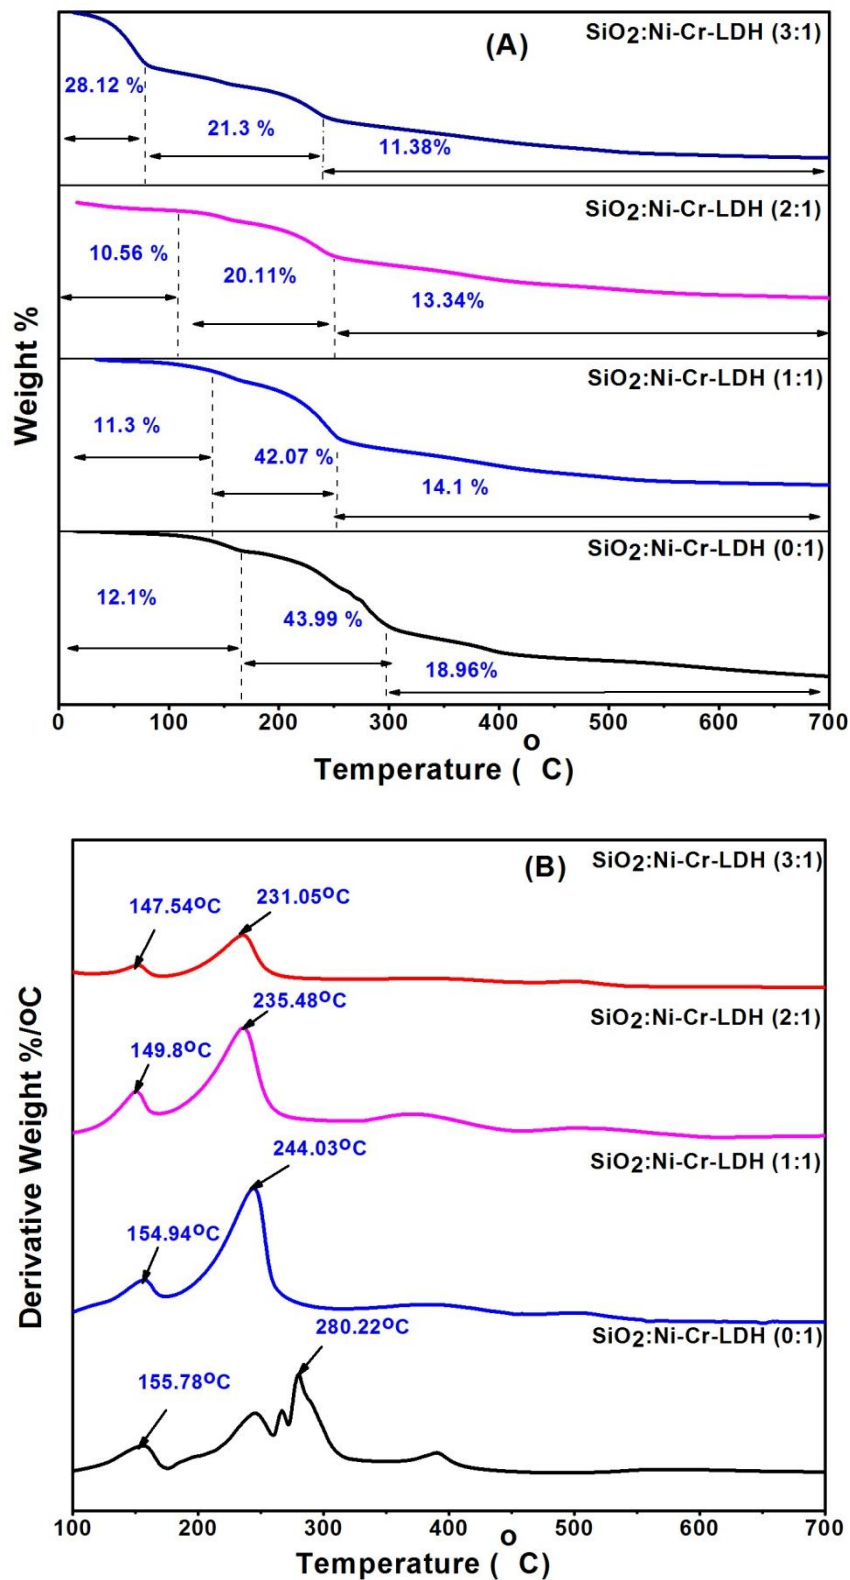 (A)
SiO2:Ni-Cr-LDH (3:1)
28.12 %
21.3 %
11.38%
SiO2:Ni-Cr-LDH (2:1)
10.56 %
20.11%
13.34%
SiO2:Ni-Cr-LDH (1:1)
11.3 %
42.07 %
14.1 %
SiO2:Ni-Cr-LDH (0:1)
12.1%
43.99 %
18.96%
Weight %
0 100 200 300 400 500 600 700
Temperature (oC)
(B)
SiO2:Ni-Cr-LDH (3:1)
147.54oC
231.05oC
SiO2:Ni-Cr-LDH (2:1)
149.8oC
235.48oC
SiO2:Ni-Cr-LDH (1:1)
154.94oC
244.03oC
SiO2:Ni-Cr-LDH (0:1)
155.78oC
280.22oC
Derivative Weight %/oC
100 200 300 400 500 600 700
Temperature (oC)